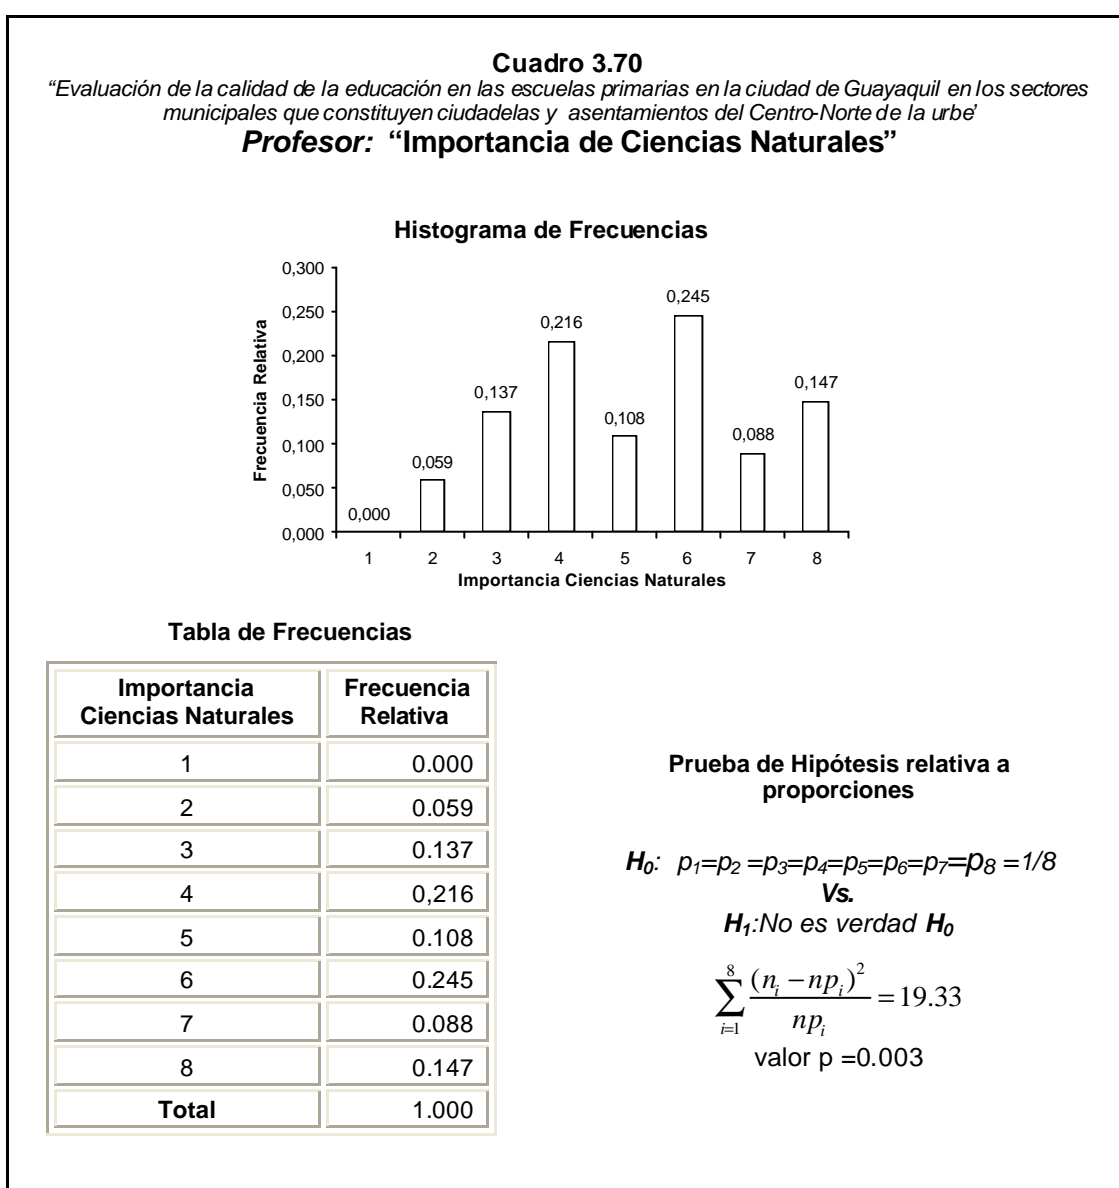 Cuadro 3.70
“Evaluación de la calidad de la educación en las escuelas primarias en la ciudad de Guayaquil en los sectores
municipales que constituyen ciudadelas y asentamientos del Centro-Norte de la urbe’
Profesor: “Importancia de Ciencias Naturales”
Histograma de Frecuencias
Frecuencia Relativa
0,300
0,250
0,200
0,150
0,100
0,050
0,000
0,000
0,059
0,137
0,216
0,108
0,245
0,088
0,147
1 2 3 4 5 6 7 8
Importancia Ciencias Naturales
Tabla de Frecuencias
Importancia Ciencias Naturales Frecuencia Relativa
1 0.000
2 0.059
3 0.137
4 0,216
5 0.108
6 0.245
7 0.088
8 0.147
Total 1.000
Prueba de Hipótesis relativa a
proporciones
H₀: p₁=p₂ =p₃=p₄=p₅=p₆=p₇=p₈ =1/8
Vs.
H₁:No es verdad H₀
∑_{i=1}^{8} (n_i − np_i)² / np_i = 19.33
valor p =0.003